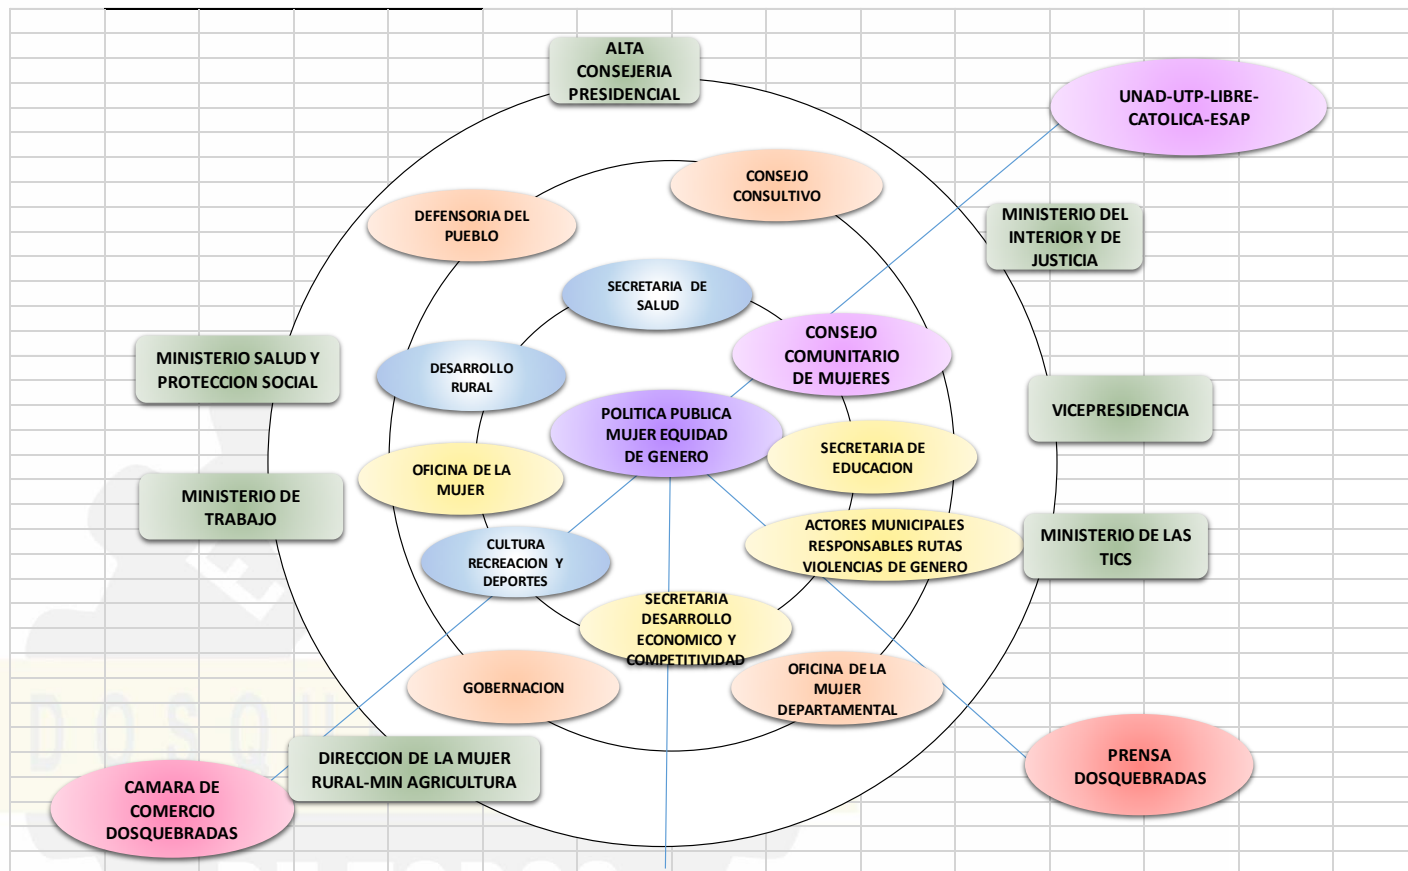 ALTA
CONSEJERIA
PRESIDENCIAL
UNAD-UTP-LIBRE-
CATOLICA-ESAP
CONSEJO
CONSULTIVO
DEFENSORIA DEL
PUEBLO
MINISTERIO DEL
INTERIOR Y DE
JUSTICIA
SECRETARIA DE
SALUD
CONSEJO
COMUNITARIO
DE MUJERES
MINISTERIO SALUD Y
PROTECCION SOCIAL
DESARROLLO
RURAL
VICEPRESIDENCIA
POLITICA PUBLICA
MUJER EQUIDAD
DE GENERO
SECRETARIA DE
EDUCACION
OFICINA DE LA
MUJER
MINISTERIO DE
TRABAJO
ACTORES MUNICIPALES
RESPONSABLES RUTAS
VIOLENCIAS DE GENERO
MINISTERIO DE LAS
TICS
CULTURA
RECREACION Y
DEPORTES
SECRETARIA
DESARROLLO
ECONOMICO Y
COMPETITIVIDAD
GOBERNACION
OFICINA DE LA
MUJER
DEPARTAMENTAL
DIRECCION DE LA MUJER
RURAL-MIN AGRICULTURA
PRENSA
DOSQUEBRADAS
CAMARA DE
COMERCIO
DOSQUEBRADAS